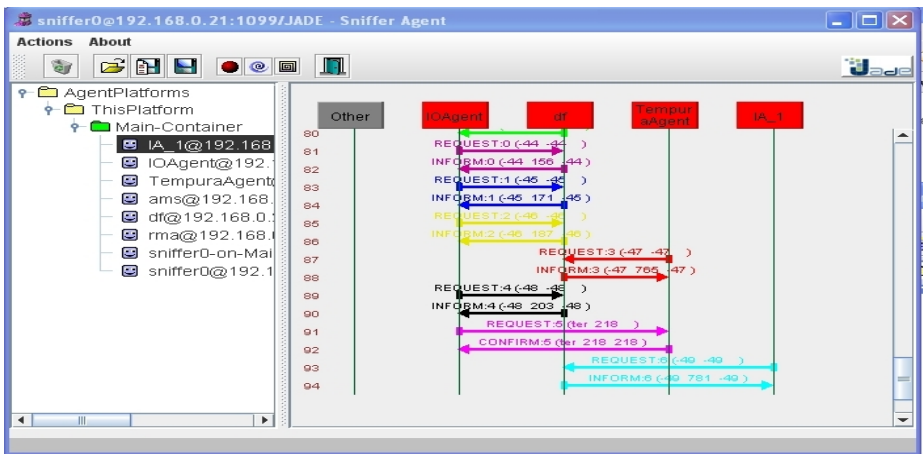 sniffer0@192.168.0.21:1099/JADE - Sniffer Agent
Actions About
Jade
AgentPlatforms
ThisPlatform
Main-Container
IA_1@192.168
IOAgent@192.
TempuraAgent
ams@192.168.
df@192.168.0.
rma@192.168.
sniffer0-on-Mai
sniffer0@192.1
Other IOAgent df Tempur aAgent IA_1
80
81 REQUEST:0 (-44 -44 )
82 INFORM:0 (-44 156 -44 )
83 REQUEST:1 (-45 -45 )
84 INFORM:1 (-45 171 -45 )
85 REQUEST:2 (-46 -46 )
86 INFORM:2 (-46 187 -46 )
87 REQUEST:3 (-47 -47 )
88 INFORM:3 (-47 765 -47 )
89 REQUEST:4 (-48 -48 )
90 INFORM:4 (-48 203 -48 )
91 REQUEST:5 (ter 218 )
92 CONFIRM:5 (ter 218 218 )
93 REQUEST:6 (-49 -49 )
94 INFORM:6 (-49 781 -49 )